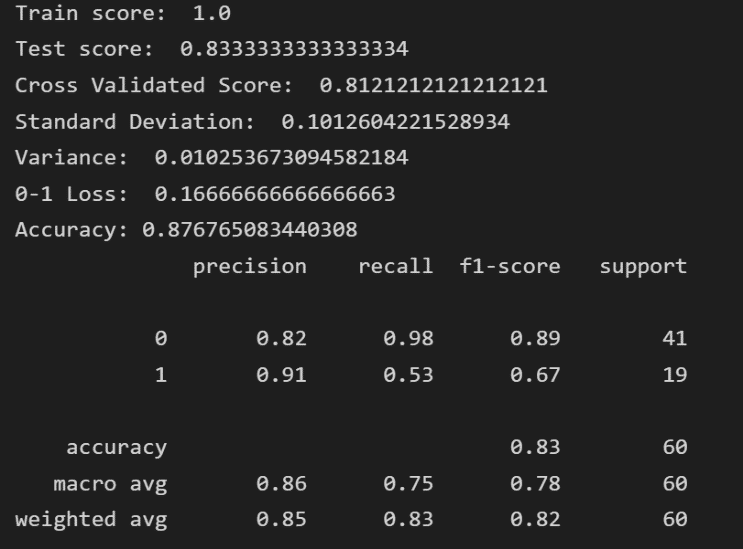 Train score:  1.0
Test score:  0.8333333333333334
Cross Validated Score:  0.8121212121212121
Standard Deviation:  0.1012604221528934
Variance:  0.010253673094582184
0-1 Loss:  0.16666666666666663
Accuracy: 0.876765083440308
              precision    recall  f1-score   support

           0       0.82      0.98      0.89        41
           1       0.91      0.53      0.67        19

    accuracy                           0.83        60
   macro avg       0.86      0.75      0.78        60
weighted avg       0.85      0.83      0.82        60